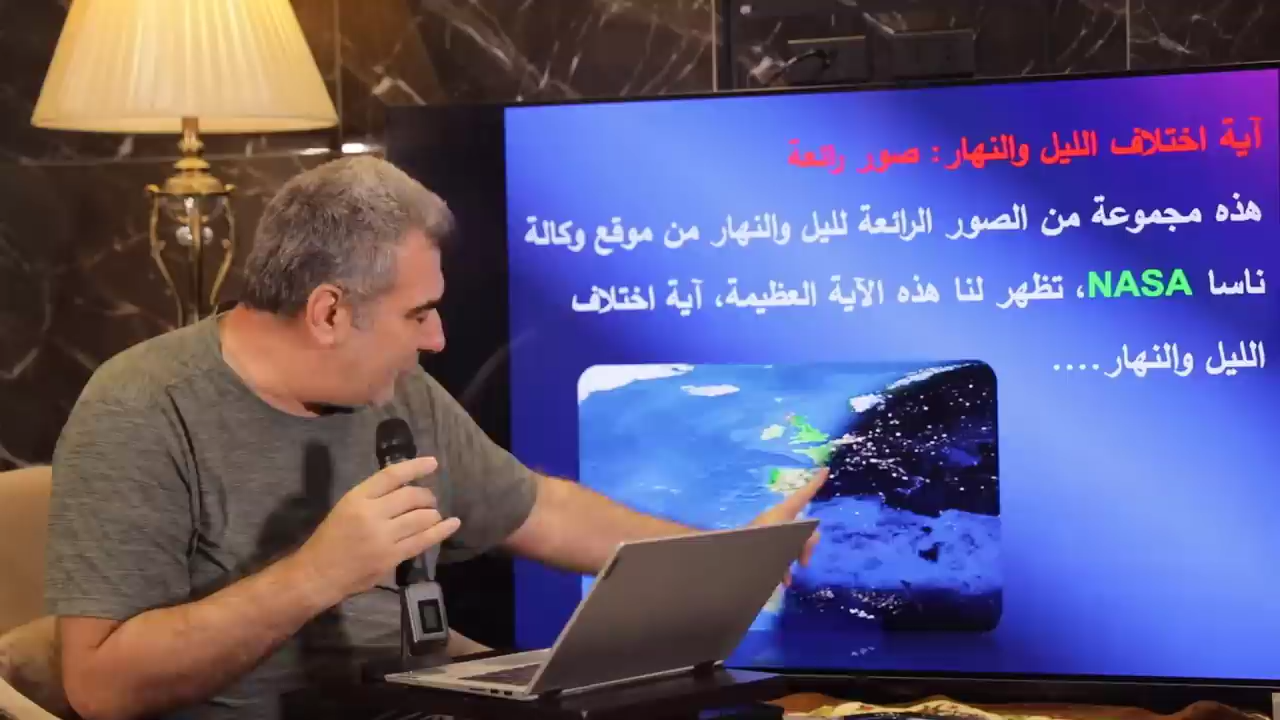 آية اختلاف الليل والنهار: صور رائعة
هذه مجموعة من الصور الرائعة لليل والنهار من موقع وكالة
ناسا NASA، تظهر لنا هذه الآية العظيمة، آية اختلاف
الليل والنهار....